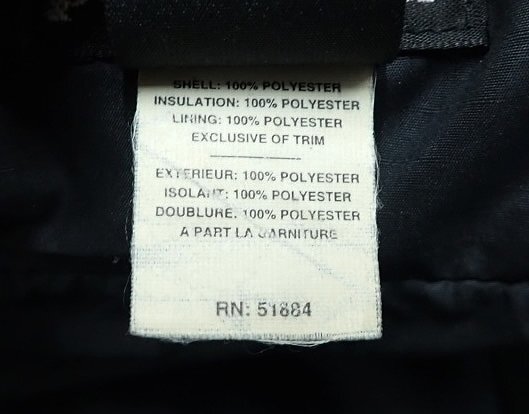 SHELL: 100% POLYESTER
INSULATION: 100% POLYESTER
LINING: 100% POLYESTER
EXCLUSIVE OF TRIM
EXTERIEUR: 100% POLYESTER
ISOLANT: 100% POLYESTER
DOUBLURE: 100% POLYESTER
A PART LA GARNITURE
RN: 51884